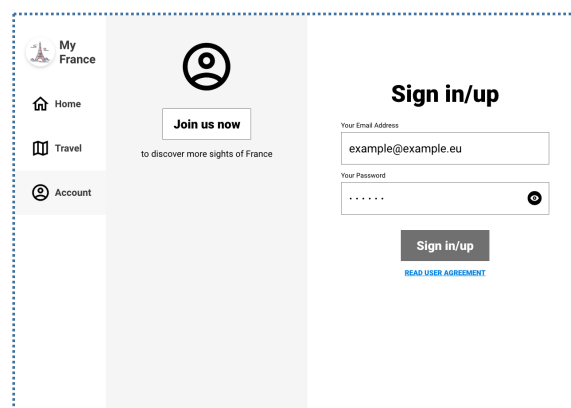 My
France
Home
Travel
Account
Join us now
to discover more sights of France
Sign in/up
Your Email Address
example@example.eu
Your Password
······
Sign in/up
READ USER AGREEMENT